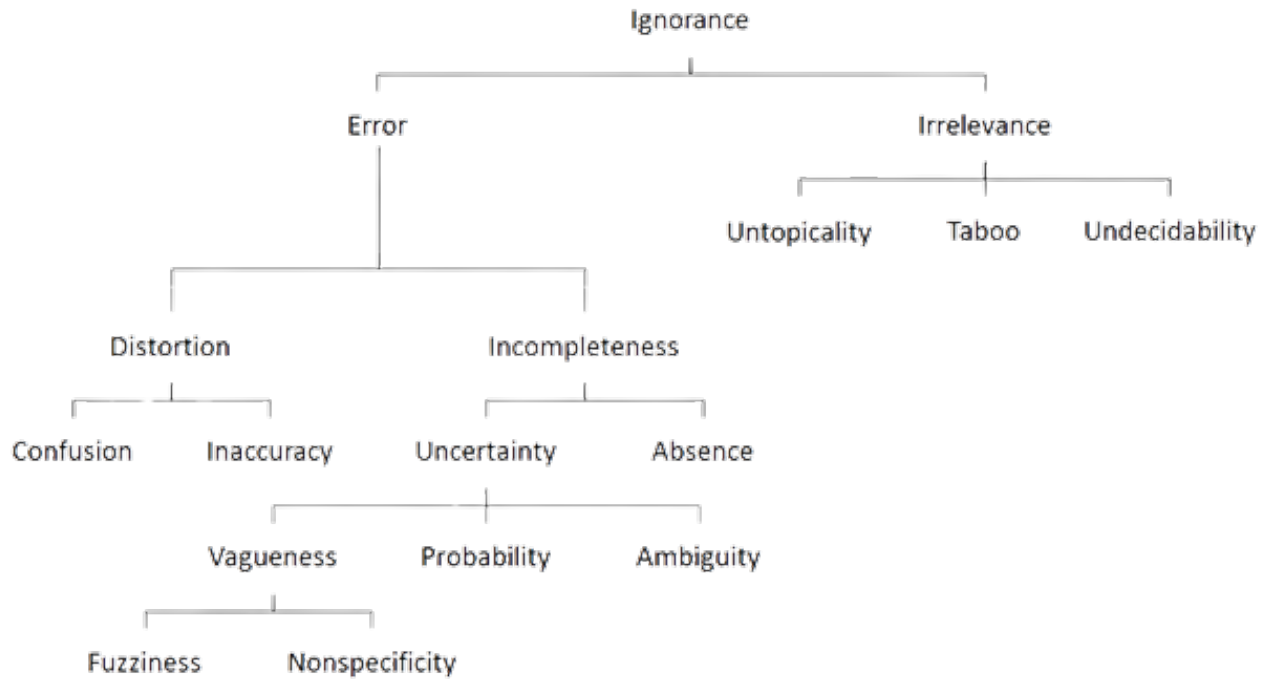 Ignorance
Error Irrelevance
Untopicality Taboo Undecidability
Distortion Incompleteness
Confusion Inaccuracy Uncertainty Absence
Vagueness Probability Ambiguity
Fuzziness Nonspecificity